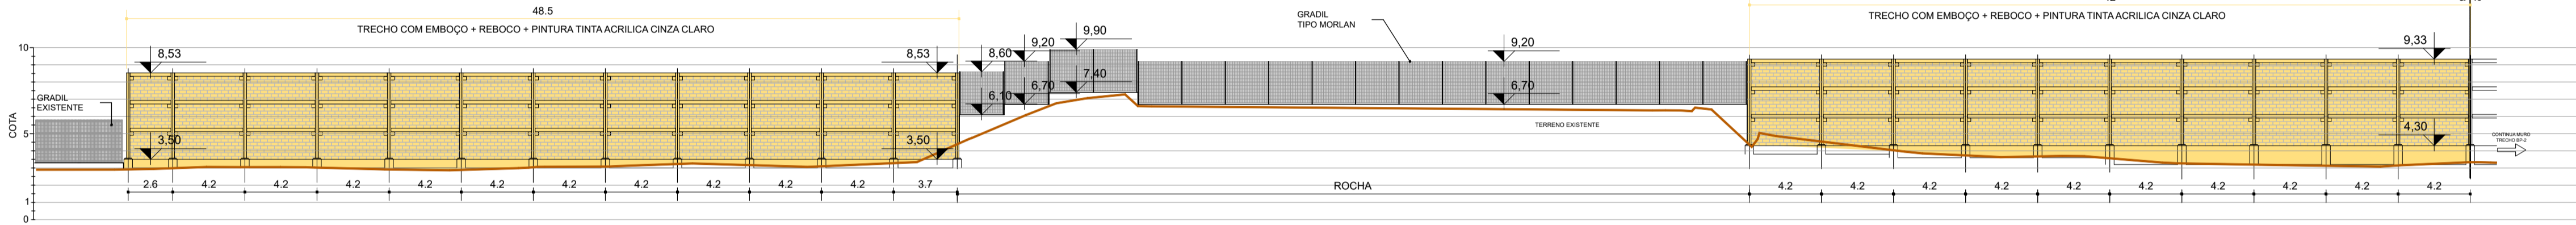 48.5
TRECHO COM EMBOÇO + REBOCO + PINTURA TINTA ACRILICA CINZA CLARO
GRADIL
TIPO MORLAN
TRECHO COM EMBOÇO + REBOCO + PINTURA TINTA ACRILICA CINZA CLARO
COTA
10
5
1
0
GRADIL
EXISTENTE
8,53
8,53
8,60
9,20
9,90
9,20
9,33
3,50
3,50
6,10
6,70
7,40
6,70
4,30
TERRENO EXISTENTE
CONTINUA MURO
TRECHO BP-2
2.6 4.2 4.2 4.2 4.2 4.2 4.2 4.2 4.2 4.2 4.2 3.7 ROCHA 4.2 4.2 4.2 4.2 4.2 4.2 4.2 4.2 4.2 4.2